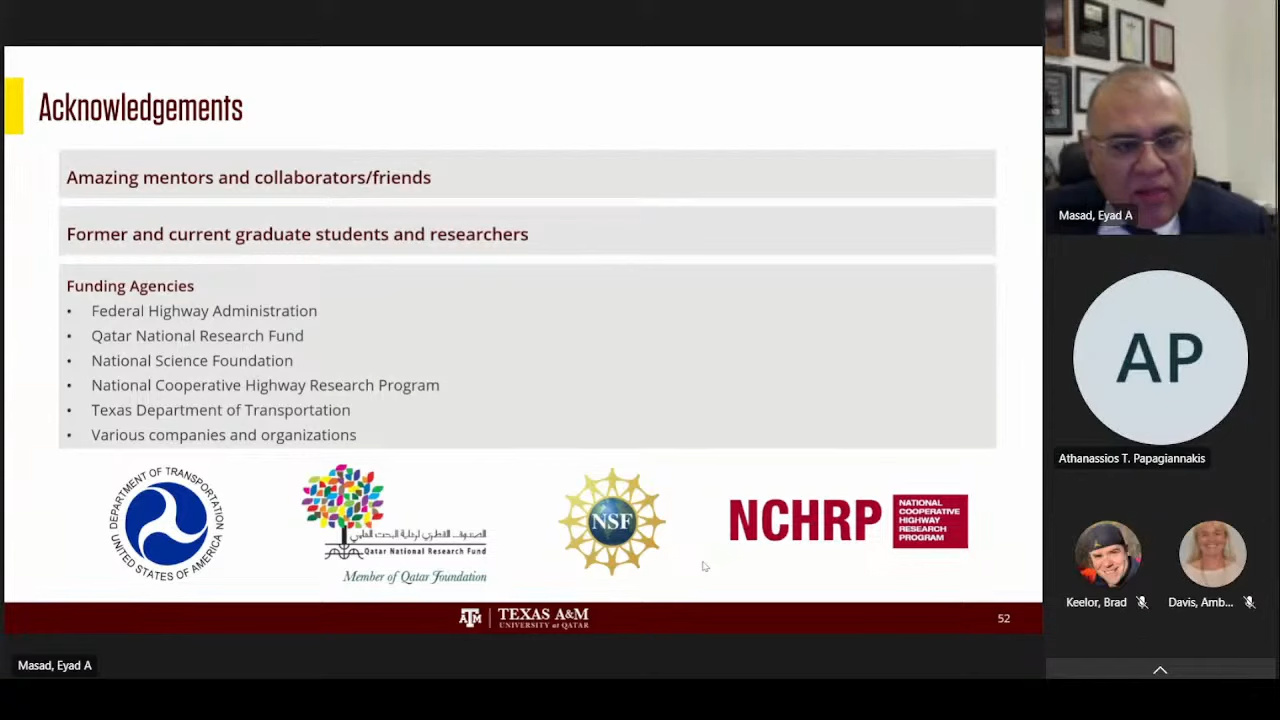 Acknowledgements
Amazing mentors and collaborators/friends
Former and current graduate students and researchers
Funding Agencies
• Federal Highway Administration
• Qatar National Research Fund
• National Science Foundation
• National Cooperative Highway Research Program
• Texas Department of Transportation
• Various companies and organizations
DEPARTMENT OF TRANSPORTATION
UNITED STATES OF AMERICA
الصندوق القطري لرعاية البحث العلمي
Qatar National Research Fund
Member of Qatar Foundation
NSF
NCHRP
NATIONAL
COOPERATIVE
HIGHWAY
RESEARCH
PROGRAM
ATM
TEXAS A&M
UNIVERSITY at QATAR
52
Masad, Eyad A
Masad, Eyad A
AP
Athanassios T. Papagiannakis
Keelor, Brad
Davis, Amb...